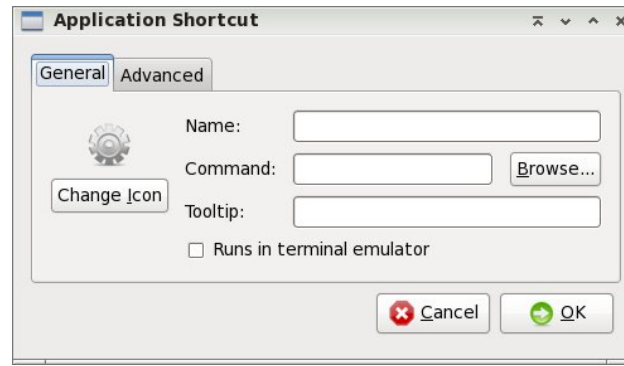 Application Shortcut
General Advanced
Name:
Command: Browse...
Change Icon
Tooltip:
Runs in terminal emulator
Cancel OK